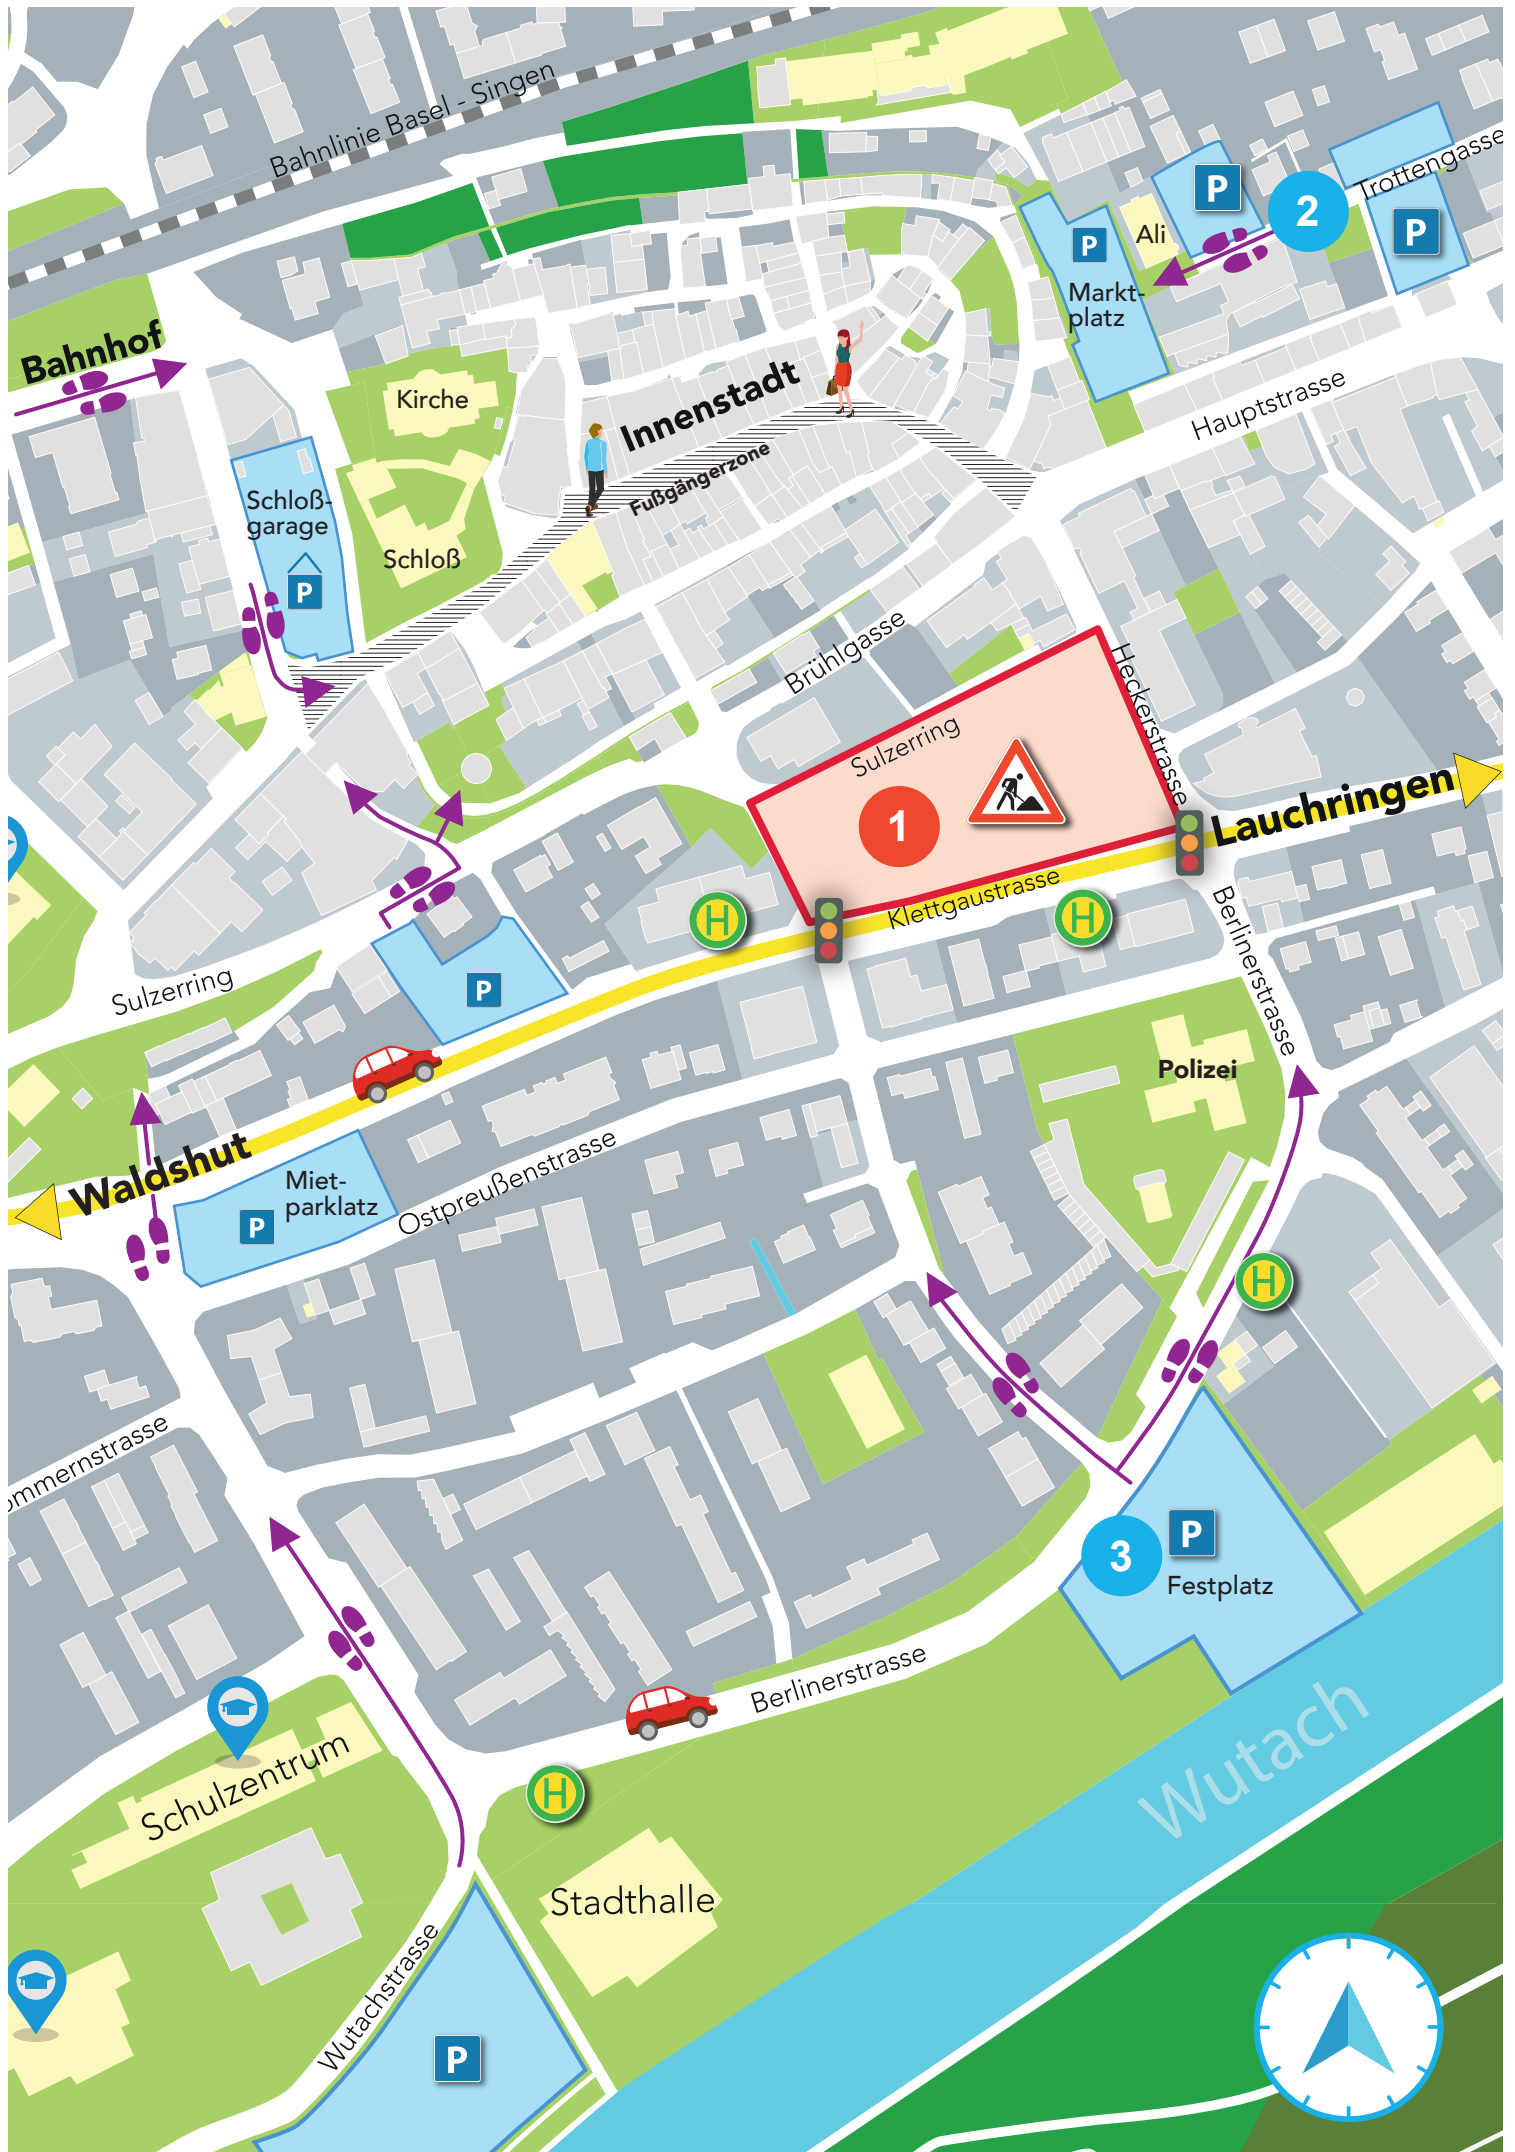 Bahnlinie Basel - Singen
Trottengasse
P
2
P
Ali
P
Markt-
platz
Bahnhof
Kirche
Innenstadt
Hauptstrasse
Fußgängerzone
Schloß-
garage
P
Schloß
Brühlgasse
Heckerstrasse
Sulzerring
1
Lauchringen
Klettgaustrasse
H
H
Berlinerstrasse
Sulzerring
P
Polizei
Waldshut
Miet-
parklatz
P
Ostpreußenstrasse
H
ommernstrasse
3
P
Festplatz
Berlinerstrasse
Wutach
Schulzentrum
H
Stadthalle
Wutachstrasse
P